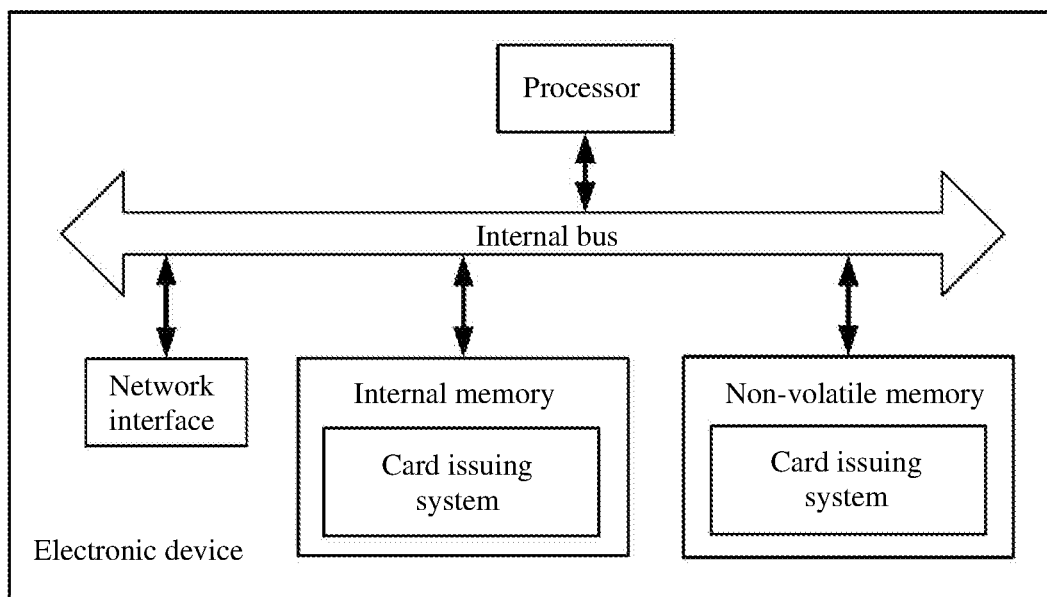 Processor
Internal bus
Network
interface
Internal memory
Card issuing
system
Non-volatile memory
Card issuing
system
Electronic device